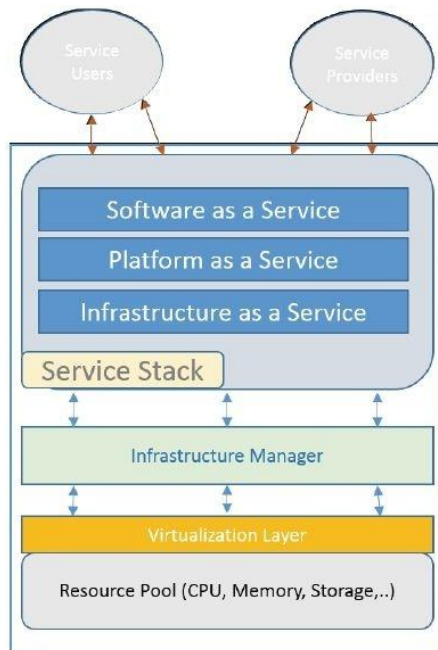 Service
Users
Service
Providers
Software as a Service
Platform as a Service
Infrastructure as a Service
Service Stack
Infrastructure Manager
Virtualization Layer
Resource Pool (CPU, Memory, Storage,..)